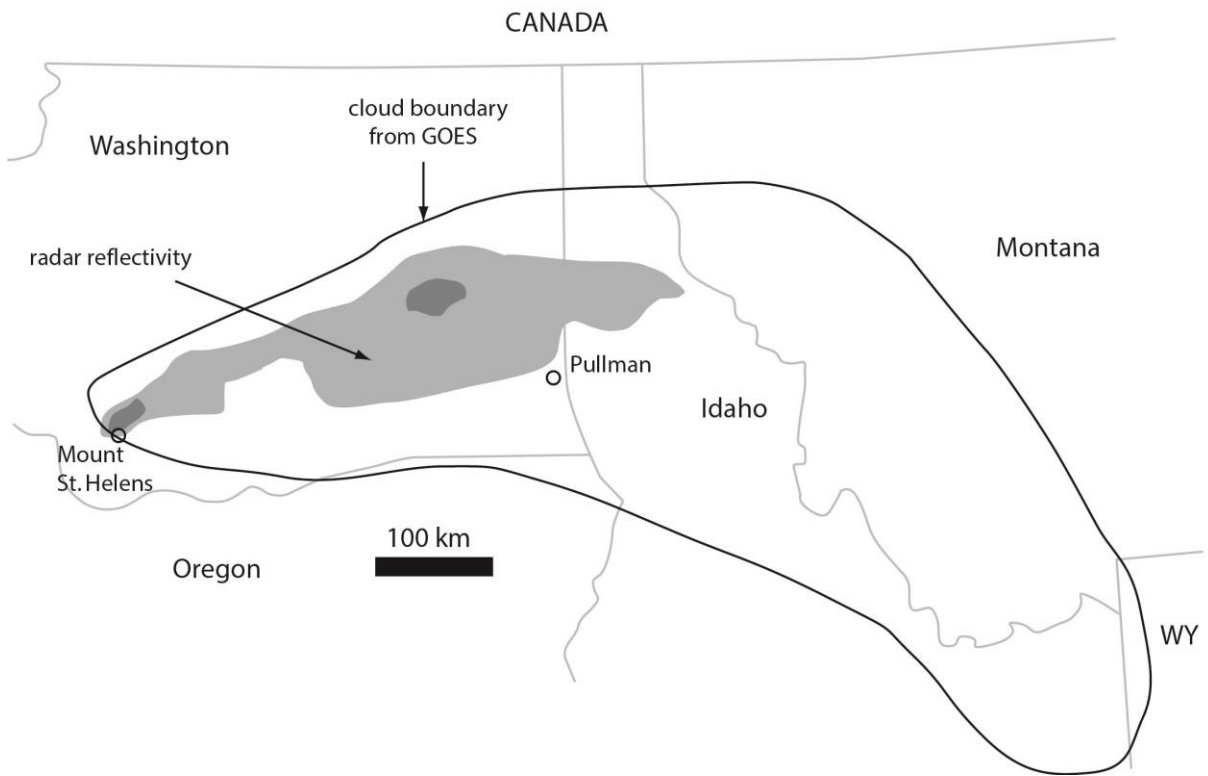 CANADA
cloud boundary
from GOES
Washington
radar reflectivity
Montana
Pullman
Idaho
Mount
St. Helens
100 km
Oregon
WY